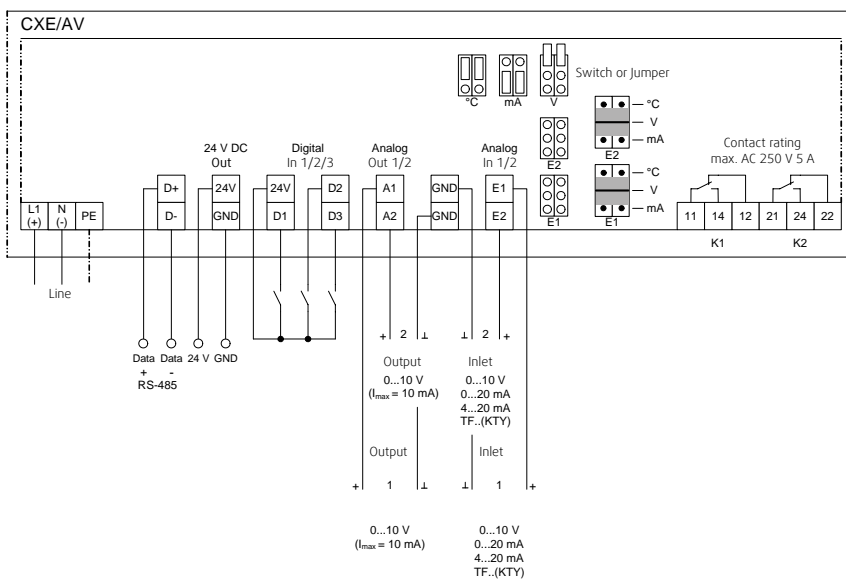 CXE/AV
Switch or Jumper
°C mA V
°C
V
mA
E2
E2
°C
V
mA
E1
E1
Contact rating
max. AC 250 V 5 A
24 V DC
Out
Digital
In 1/2/3
Analog
Out 1/2
Analog
In 1/2
D+ 24V 24V D2 A1 GND E1
D- GND D1 D3 A2 GND E2
L1
(+)
N
(-)
PE
11 14 12 21 24 22
K1 K2
Line
Data
+
Data
-
24 V GND
RS-485
+ 2 ⊥
Output
0...10 V
(Imax = 10 mA)
⊥ 2 +
Inlet
0...10 V
0...20 mA
4...20 mA
TF..(KTY)
Output
+ 1 ⊥
0...10 V
(Imax = 10 mA)
Inlet
⊥ 1 +
0...10 V
0...20 mA
4...20 mA
TF..(KTY)